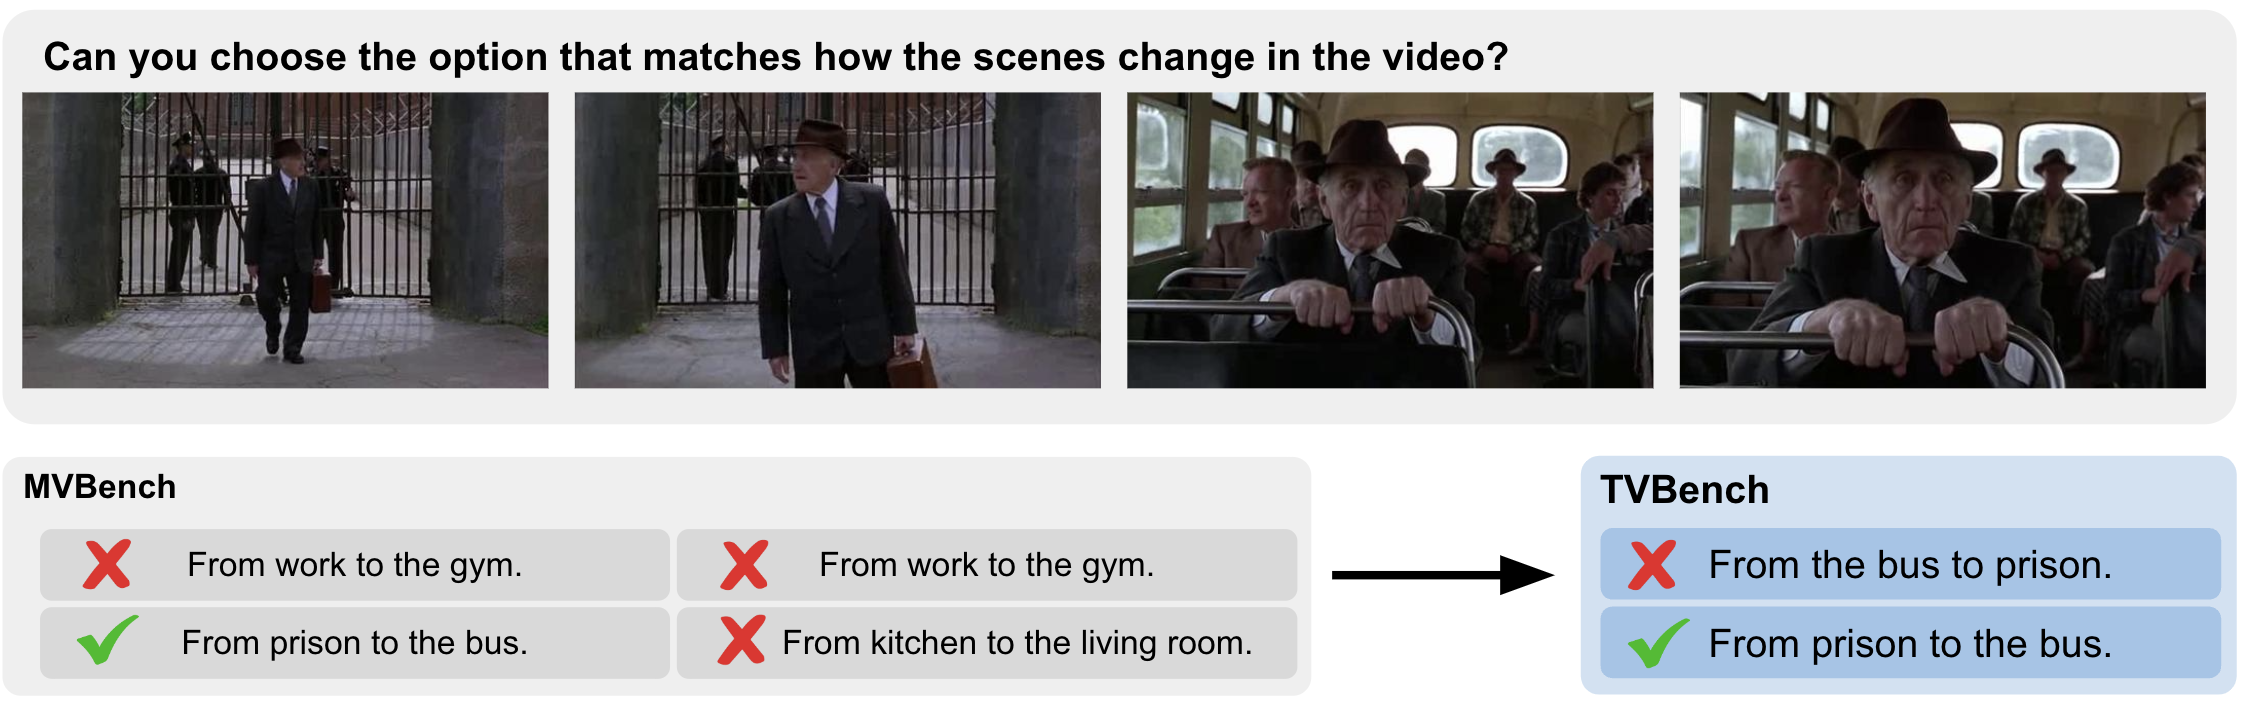 Can you choose the option that matches how the scenes change in the video?
MVBench
From work to the gym.
From work to the gym.
From prison to the bus.
From kitchen to the living room.
TVBench
From the bus to prison.
From prison to the bus.